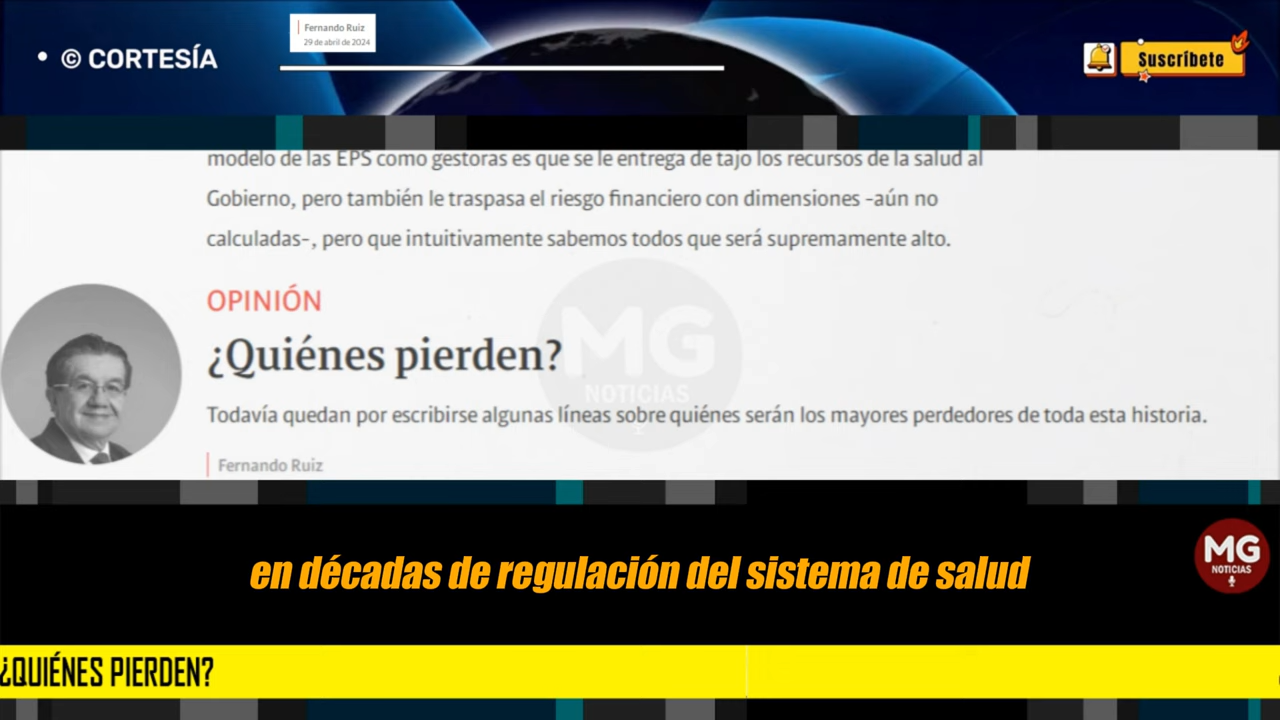 Fernando Ruiz
29 de abril de 2024
• © CORTESÍA
Suscríbete
modelo de las EPS como gestoras es que se le entrega de tajo los recursos de la salud al
Gobierno, pero también le traspasa el riesgo financiero con dimensiones -aún no
calculadas-, pero que intuitivamente sabemos todos que será supremamente alto.
OPINIÓN
¿Quiénes pierden?
MG
NOTICIAS
Todavía quedan por escribirse algunas líneas sobre quiénes serán los mayores perdedores de toda esta historia.
Fernando Ruiz
en décadas de regulación del sistema de salud
MG
NOTICIAS
¿QUIÉNES PIERDEN?